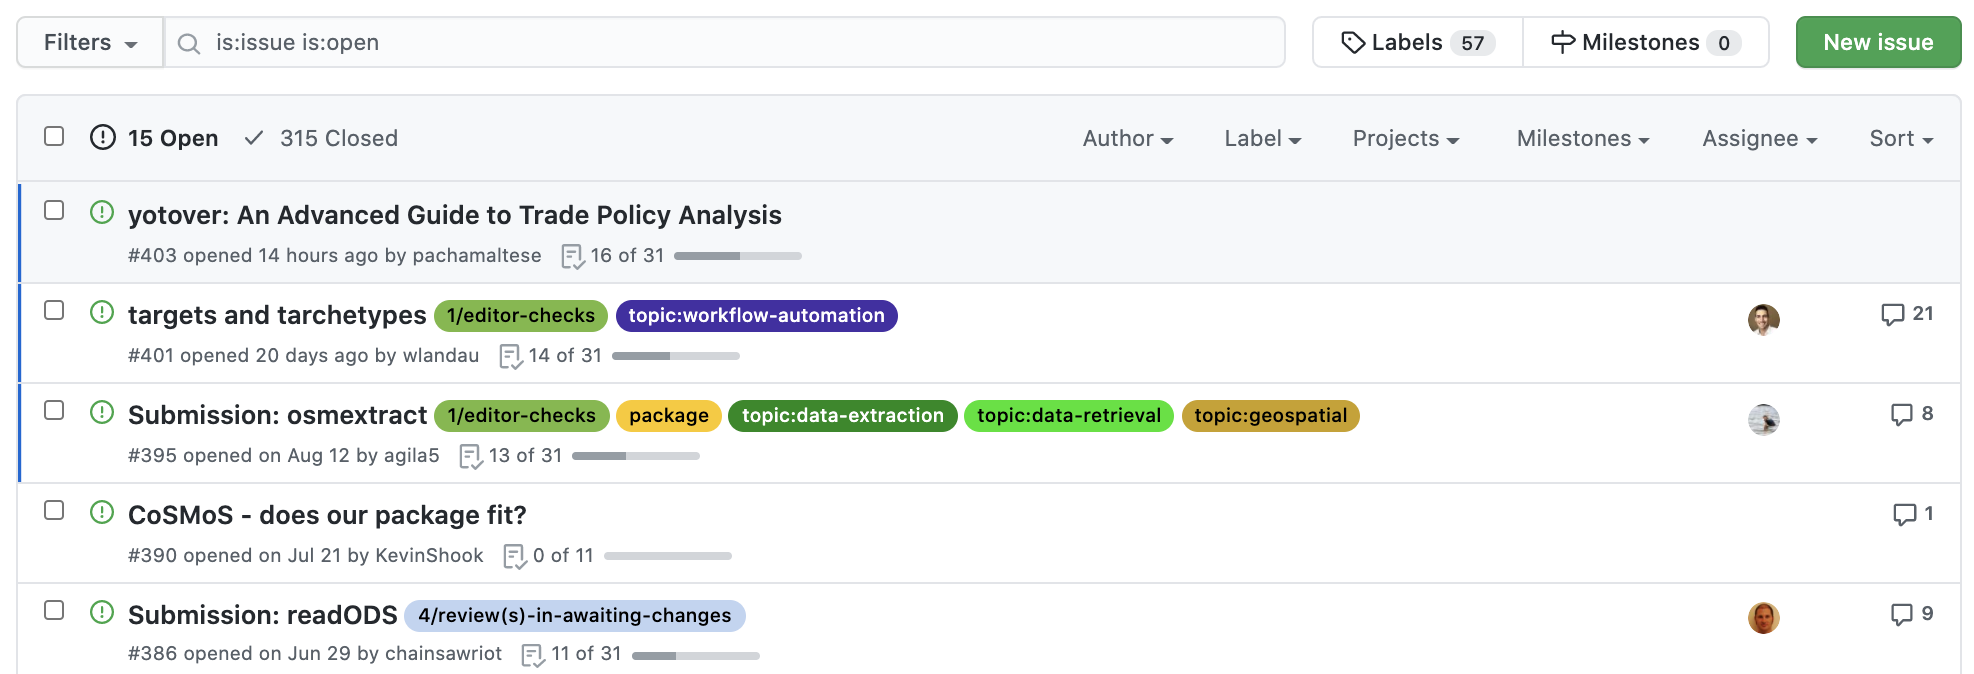 Filters is:issue is:open Labels 57 Milestones 0 New issue
15 Open 315 Closed Author Label Projects Milestones Assignee Sort
yotover: An Advanced Guide to Trade Policy Analysis
#403 opened 14 hours ago by pachamaltese 16 of 31
targets and tarchetypes 1/editor-checks topic:workflow-automation 21
#401 opened 20 days ago by wlandau 14 of 31
Submission: osmextract 1/editor-checks package topic:data-extraction topic:data-retrieval topic:geospatial 8
#395 opened on Aug 12 by agila5 13 of 31
CoSMoS - does our package fit? 1
#390 opened on Jul 21 by KevinShook 0 of 11
Submission: readODS 4/review(s)-in-awaiting-changes 9
#386 opened on Jun 29 by chainsawriot 11 of 31